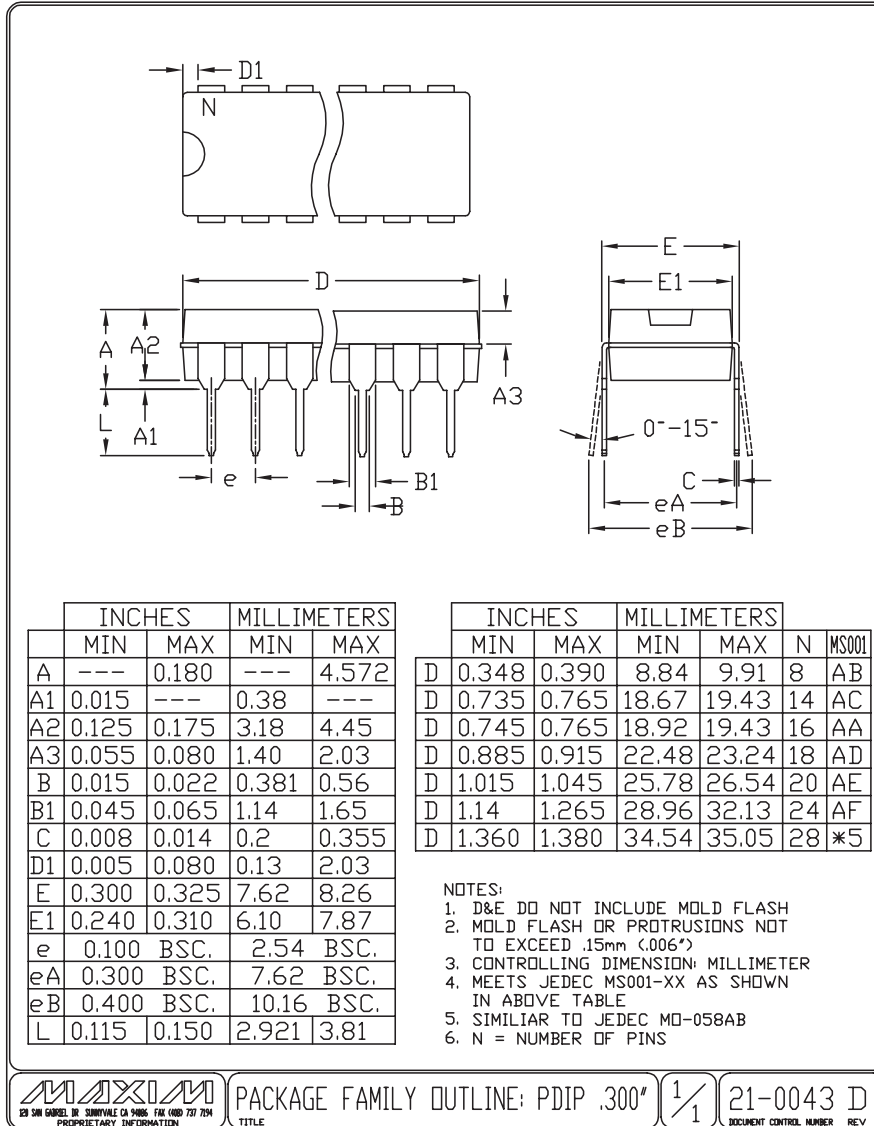 D1
N
E
E1
D
A
A2
A3
L
A1
0°-15°
e
B1
B
C
eA
eB
INCHES MILLIMETERS
MIN MAX MIN MAX
A --- 0.180 --- 4.572
A1 0.015 --- 0.38 ---
A2 0.125 0.175 3.18 4.45
A3 0.055 0.080 1.40 2.03
B 0.015 0.022 0.381 0.56
B1 0.045 0.065 1.14 1.65
C 0.008 0.014 0.2 0.355
D1 0.005 0.080 0.13 2.03
E 0.300 0.325 7.62 8.26
E1 0.240 0.310 6.10 7.87
e 0.100 BSC. 2.54 BSC.
eA 0.300 BSC. 7.62 BSC.
eB 0.400 BSC. 10.16 BSC.
L 0.115 0.150 2.921 3.81
INCHES MILLIMETERS
MIN MAX MIN MAX N MS001
D 0.348 0.390 8.84 9.91 8 AB
D 0.735 0.765 18.67 19.43 14 AC
D 0.745 0.765 18.92 19.43 16 AA
D 0.885 0.915 22.48 23.24 18 AD
D 1.015 1.045 25.78 26.54 20 AE
D 1.14 1.265 28.96 32.13 24 AF
D 1.360 1.380 34.54 35.05 28 *5
NOTES:
1. D&E DO NOT INCLUDE MOLD FLASH
2. MOLD FLASH OR PROTRUSIONS NOT
TO EXCEED .15mm (.006")
3. CONTROLLING DIMENSION: MILLIMETER
4. MEETS JEDEC MS001-XX AS SHOWN
IN ABOVE TABLE
5. SIMILIAR TO JEDEC MO-058AB
6. N = NUMBER OF PINS
MAXIM
120 SAN GABRIEL DR SUNNYVALE CA 94086 FAX (408) 737 7194
PROPRIETARY INFORMATION
PACKAGE FAMILY OUTLINE: PDIP .300"
TITLE
1/1
21-0043 D
DOCUMENT CONTROL NUMBER REV